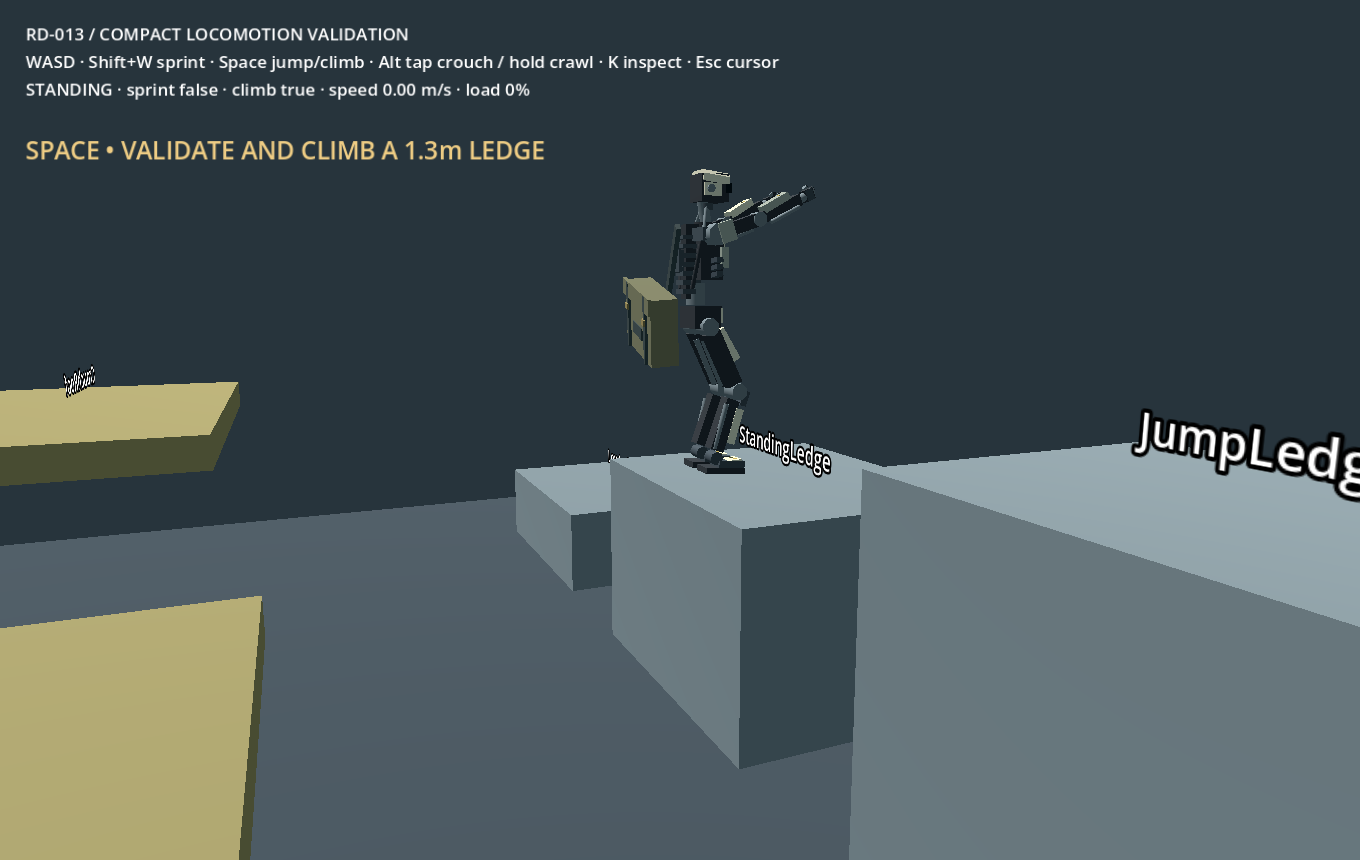 RD-013 / COMPACT LOCOMOTION VALIDATION
WASD · Shift+W sprint · Space jump/climb · Alt tap crouch / hold crawl · K inspect · Esc cursor
STANDING · sprint false · climb true · speed 0.00 m/s · load 0%
SPACE • VALIDATE AND CLIMB A 1.3m LEDGE
StandingLedge
JumpLedg